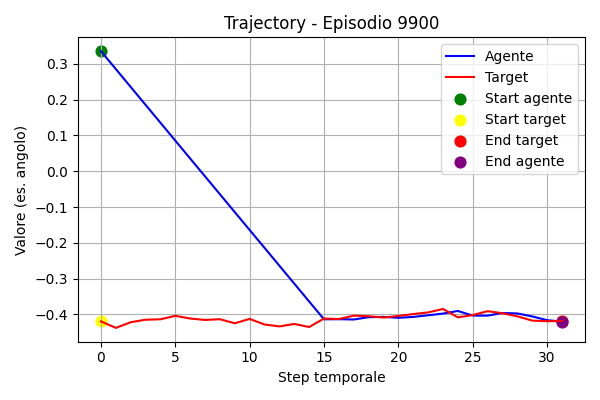 Trajectory - Episodio 9900
Agente
Target
Start agente
Start target
End target
End agente
Valore (es. angolo)
0.3
0.2
0.1
0.0
−0.1
−0.2
−0.3
−0.4
0 5 10 15 20 25 30
Step temporale